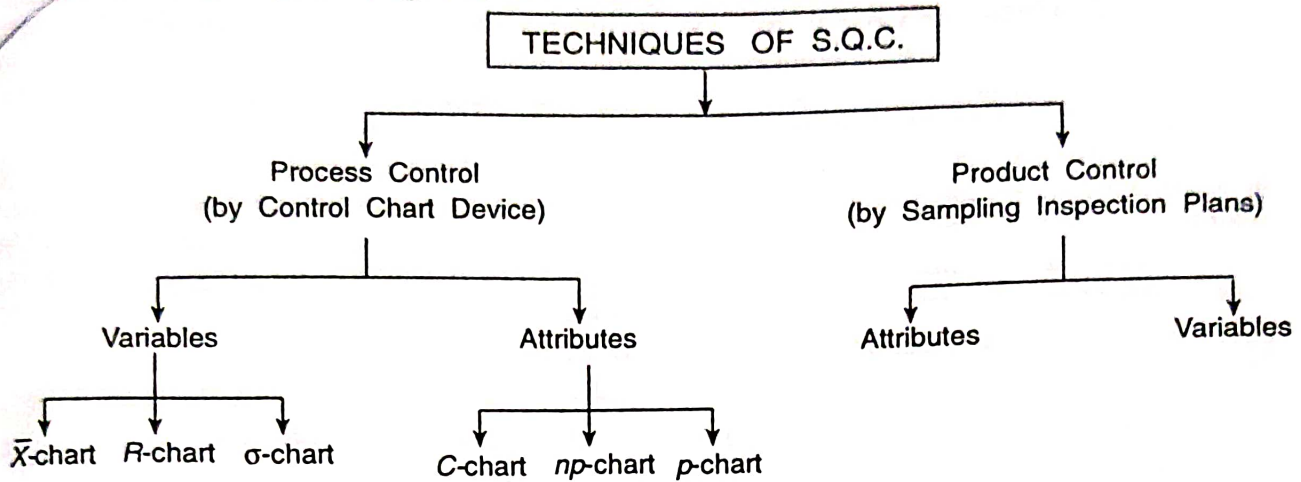 TECHNIQUES OF S.Q.C.
Process Control
(by Control Chart Device)
Product Control
(by Sampling Inspection Plans)
Variables
Attributes
Attributes
Variables
X̄-chart R-chart σ-chart
C-chart np-chart p-chart